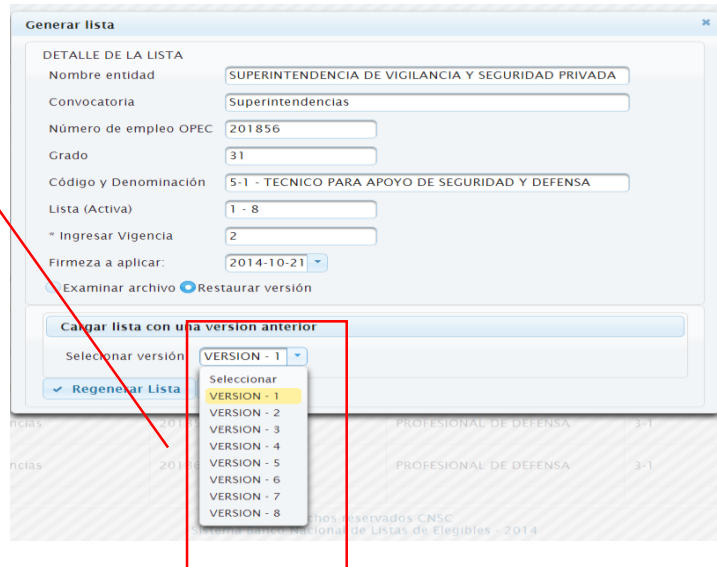 Generar lista
DETALLE DE LA LISTA
Nombre entidad SUPERINTENDENCIA DE VIGILANCIA Y SEGURIDAD PRIVADA
Convocatoria Superintendencias
Número de empleo OPEC 201856
Grado 31
Código y Denominación 5-1 - TECNICO PARA APOYO DE SEGURIDAD Y DEFENSA
Lista (Activa) 1 - 8
* Ingresar Vigencia 2
Firmeza a aplicar: 2014-10-21
Examinar archivo Restaurar versión
Cargar lista con una version anterior
Selecionar versión VERSION - 1
Regenerar Lista
Seleccionar
VERSION - 1
VERSION - 2
VERSION - 3
VERSION - 4
VERSION - 5
VERSION - 6
VERSION - 7
VERSION - 8
PROFESIONAL DE DEFENSA 3-1
PROFESIONAL DE DEFENSA 3-1
reservados CNSC
Nacional de Listas de Elegibles - 2014